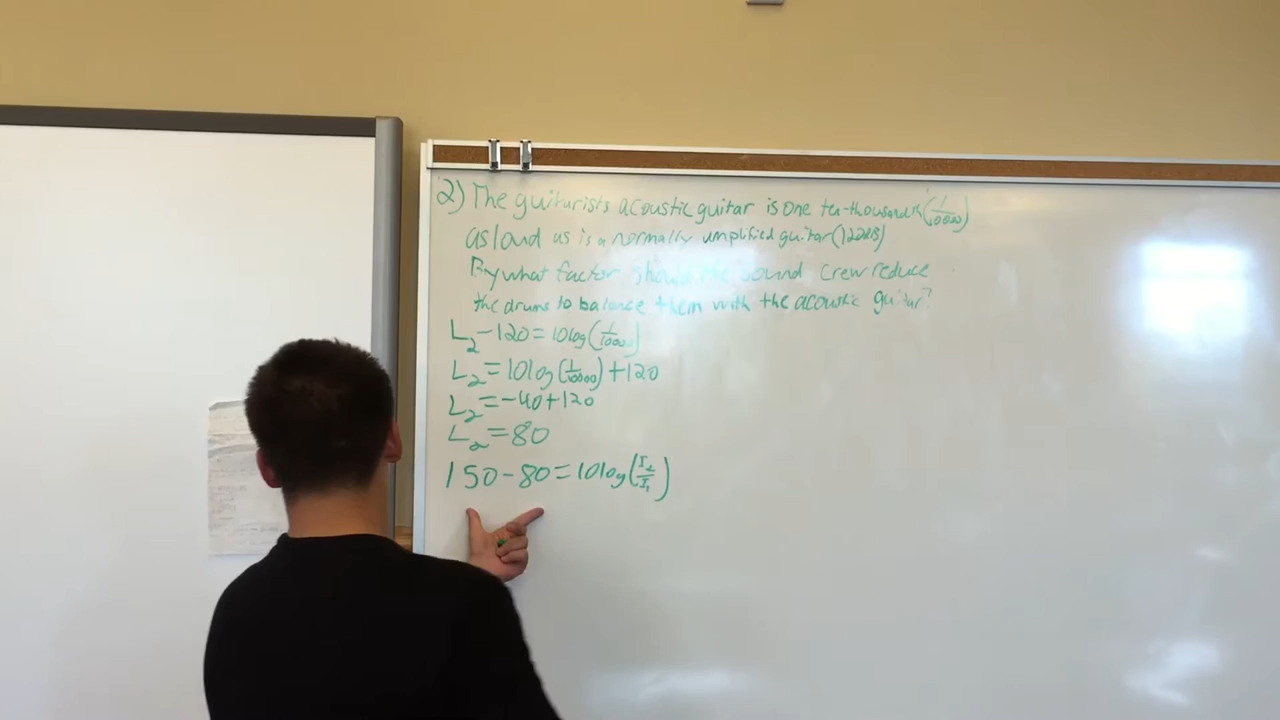 2) The guiturists acoustic guitar is one ten-thousandth (1/10000)
as loud as is a normally amplified guitar (120dB)
By what factor should the sound crew reduce
the drums to balance them with the acoustic guitar?
L₂-120=10log(1/10000)
L₂=10log(1/10000)+120
L₂=-40+120
L₂=80
150-80=10log(I₂/I₁)